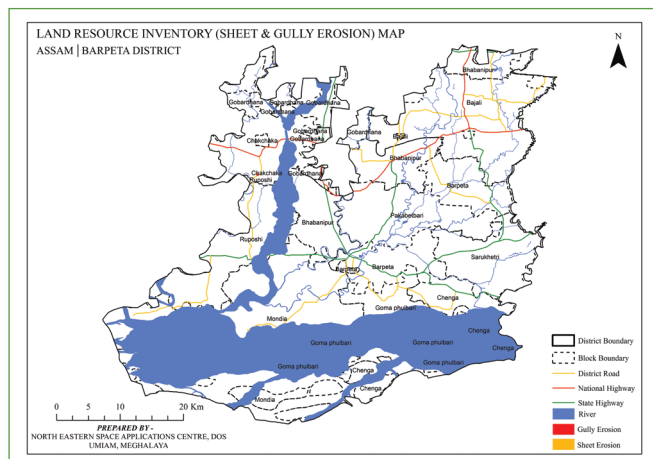 LAND RESOURCE INVENTORY (SHEET & GULLY EROSION) MAP
ASSAM | BARPETA DISTRICT
N
Bhabanipur
Gobardhana
Gobardhana
Gobardhana
Gobardhana
Bajali
Gobardhana
Gobardhana
Gobardhana
Chakchaka
Bajali
Bhabanipur
Chakchaka
Gobardhana
Ruposhi
Barpeta
Pakabetbari
Bhabanipur
Ruposhi
Sarukhetri
Barpeta
Barpeta
Chenga
Goma phulbari
Mondia
Chenga
Goma phulbari
Goma phulbari
Chenga
Goma phulbari
Chenga
Chenga
Mondia
District Boundary
Block Boundary
District Road
National Highway
State Highway
River
Gully Erosion
Sheet Erosion
0 5 10 20 Km
PREPARED BY -
NORTH EASTERN SPACE APPLICATIONS CENTRE, DOS
UMIAM, MEGHALAYA